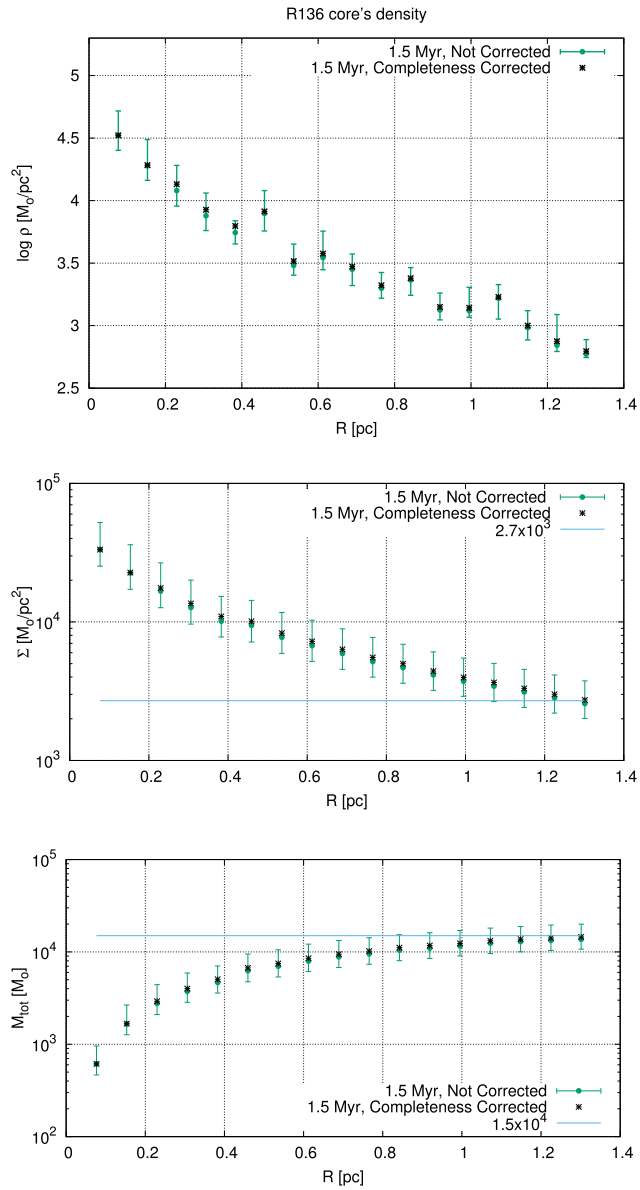 R136 core's density
1.5 Myr, Not Corrected
1.5 Myr, Completeness Corrected
log ρ [M₀/pc²]
5
4.5
4
3.5
3
2.5
0 0.2 0.4 0.6 0.8 1 1.2 1.4
R [pc]
1.5 Myr, Not Corrected
1.5 Myr, Completeness Corrected
2.7x10³
Σ [M₀/pc²]
10⁵
10⁴
10³
0 0.2 0.4 0.6 0.8 1 1.2 1.4
R [pc]
M_tot [M₀]
10⁵
10⁴
10³
10²
1.5 Myr, Not Corrected
1.5 Myr, Completeness Corrected
1.5x10⁴
0 0.2 0.4 0.6 0.8 1 1.2 1.4
R [pc]